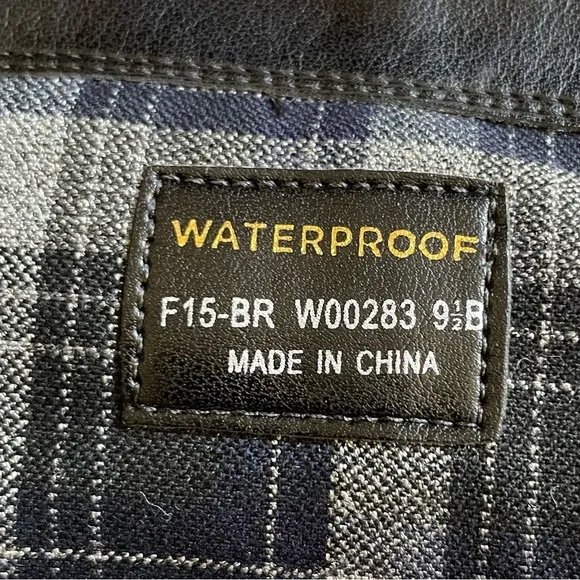 WATERPROOF
F15-BR W00283 9½B
MADE IN CHINA